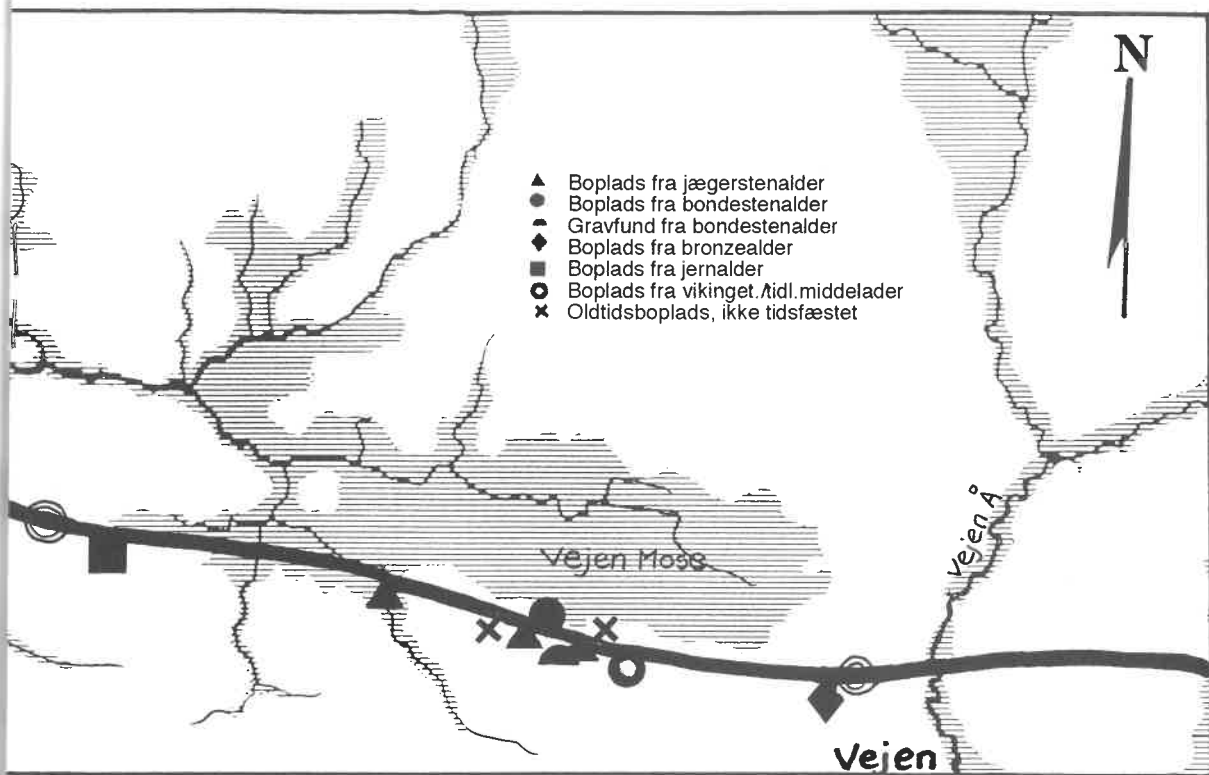 N
Boplads fra jægerstenalder
Boplads fra bondestenalder
Gravfund fra bondestenalder
Boplads fra bronzealder
Boplads fra jernalder
Boplads fra vikinget./tidl.middelader
Oldtidsboplads, ikke tidsfæstet
Vejen Å
Vejen Mose
Vejen